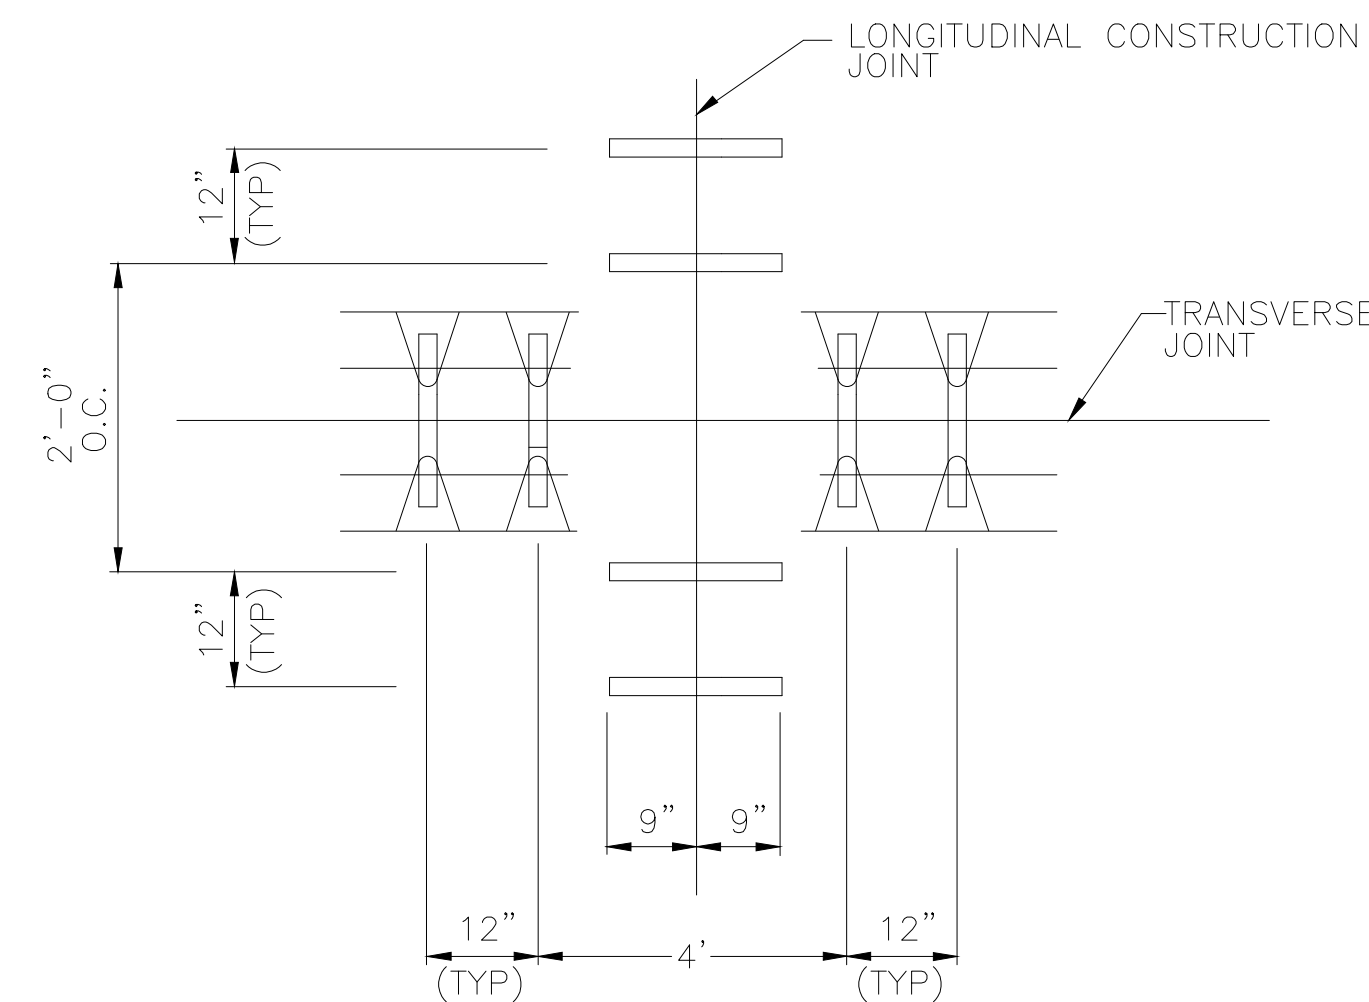 LONGITUDINAL CONSTRUCTION
JOINT
12”
(TYP)
2’-0”
O.C.
TRANSVERSE
JOINT
12”
(TYP)
9” 9”
12” 4' 12”
(TYP) (TYP)